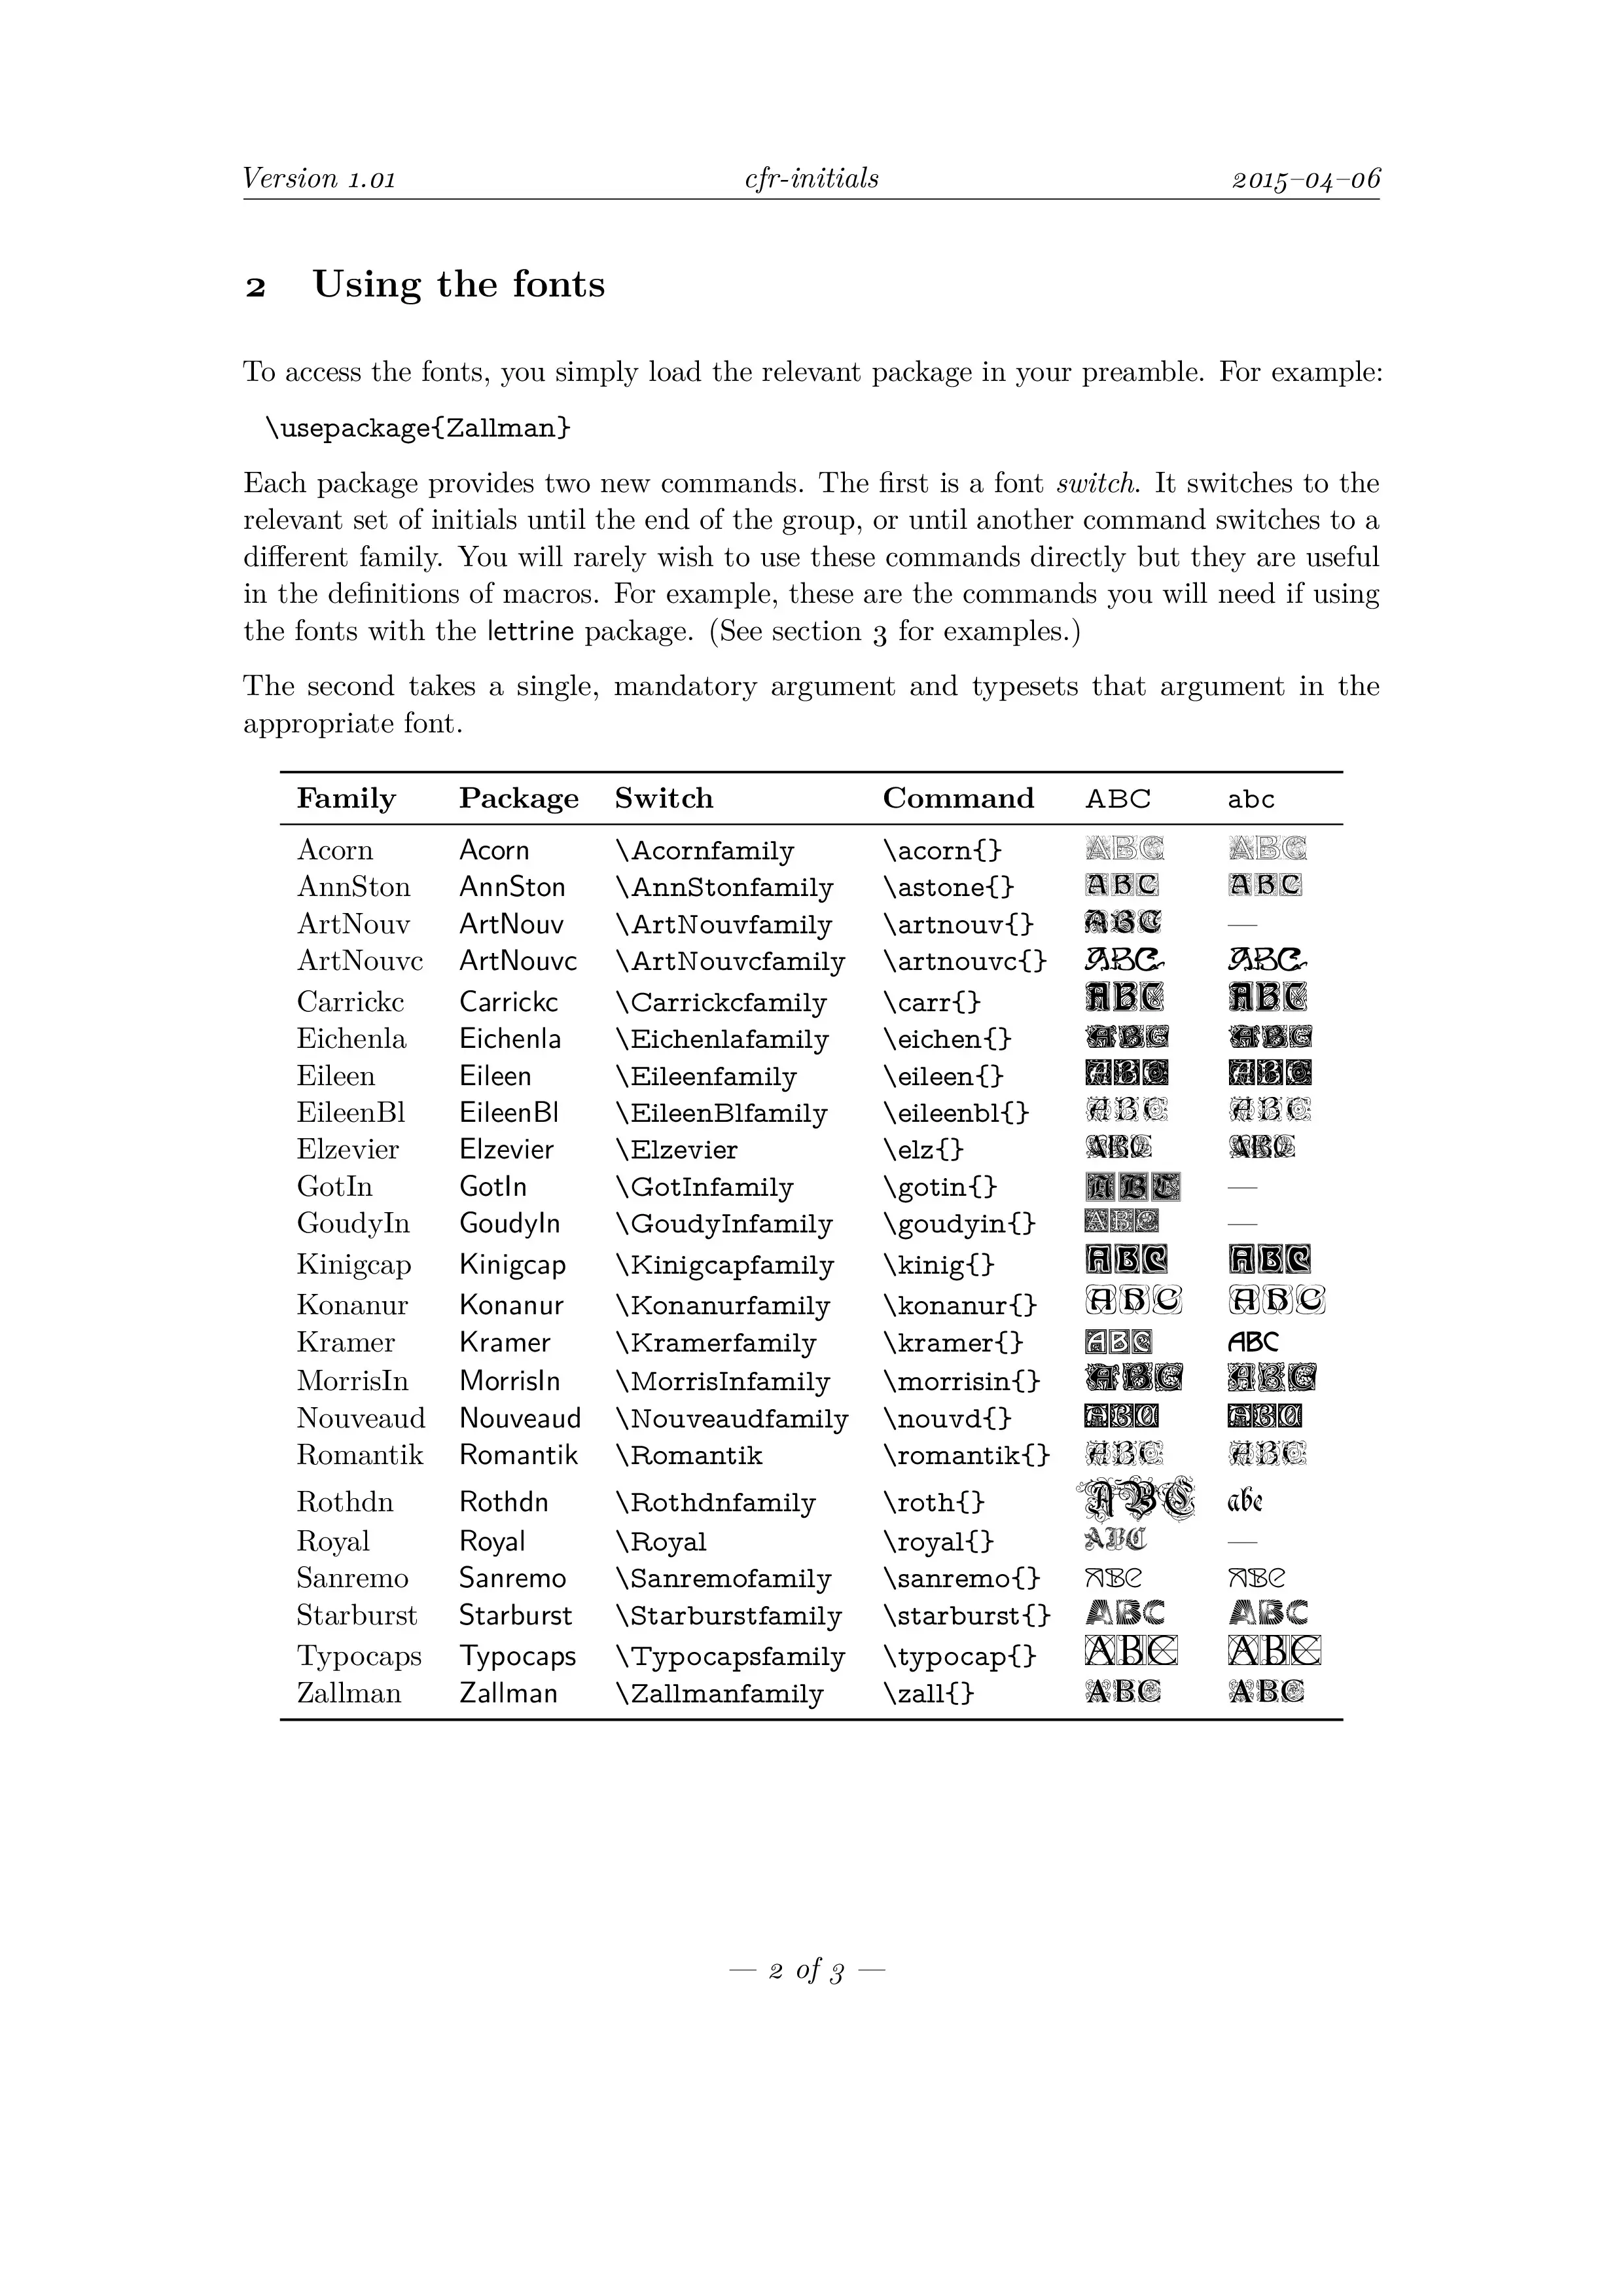 Version 1.01 cfr-initials 2015–04–06
2 Using the fonts
To access the fonts, you simply load the relevant package in your preamble. For example:
\usepackage{Zallman}
Each package provides two new commands. The first is a font switch. It switches to the
relevant set of initials until the end of the group, or until another command switches to a
different family. You will rarely wish to use these commands directly but they are useful
in the definitions of macros. For example, these are the commands you will need if using
the fonts with the lettrine package. (See section 3 for examples.)
The second takes a single, mandatory argument and typesets that argument in the
appropriate font.
Family Package Switch Command ABC abc
Acorn Acorn \Acornfamily \acorn{} ABC ABC
AnnSton AnnSton \AnnStonfamily \astone{} ABC ABC
ArtNouv ArtNouv \ArtNouvfamily \artnouv{} ABC —
ArtNouvc ArtNouvc \ArtNouvcfamily \artnouvc{} ABC ABC
Carrickc Carrickc \Carrickcfamily \carr{} ABC ABC
Eichenla Eichenla \Eichenlafamily \eichen{} ABC ABC
Eileen Eileen \Eileenfamily \eileen{} ABC ABC
EileenBl EileenBl \EileenBlfamily \eileenbl{} ABC ABC
Elzevier Elzevier \Elzevier \elz{} ABC ABC
GotIn GotIn \GotInfamily \gotin{} ABC —
GoudyIn GoudyIn \GoudyInfamily \goudyin{} ABC —
Kinigcap Kinigcap \Kinigcapfamily \kinig{} ABC ABC
Konanur Konanur \Konanurfamily \konanur{} ABC ABC
Kramer Kramer \Kramerfamily \kramer{} ABC ABC
MorrisIn MorrisIn \MorrisInfamily \morrisin{} ABC ABC
Nouveaud Nouveaud \Nouveaudfamily \nouvd{} ABC ABC
Romantik Romantik \Romantik \romantik{} ABC ABC
Rothdn Rothdn \Rothdnfamily \roth{} ABC abc
Royal Royal \Royal \royal{} ABC —
Sanremo Sanremo \Sanremofamily \sanremo{} ABC ABC
Starburst Starburst \Starburstfamily \starburst{} ABC ABC
Typocaps Typocaps \Typocapsfamily \typocap{} ABC ABC
Zallman Zallman \Zallmanfamily \zall{} ABC ABC
— 2 of 3 —